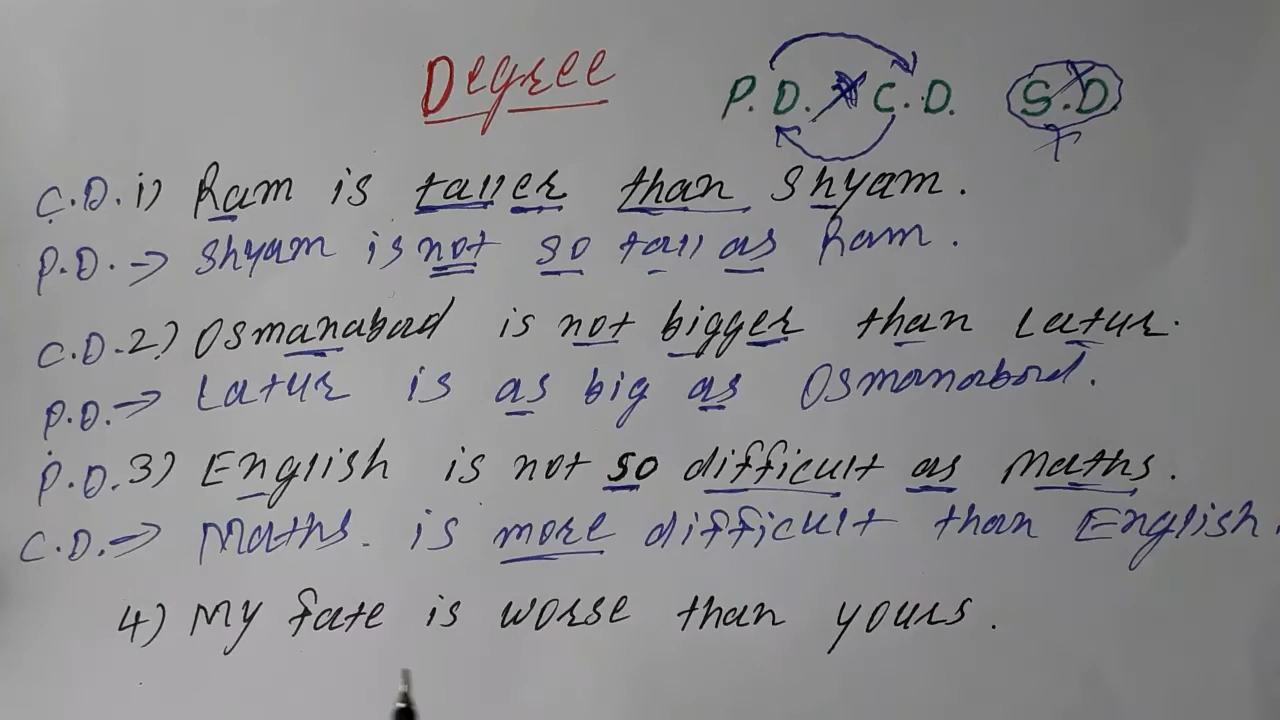 Degree P.D. C.D. S.D.
C.D. 1) Ram is taller than Shyam.
P.D. → Shyam is not so tall as Ram.
C.D. 2) Osmanabad is not bigger than Latur.
P.D. → Latur is as big as Osmanabad.
P.D. 3) English is not so difficult as Maths.
C.D. → Maths is more difficult than English.
4) My fate is worse than yours.